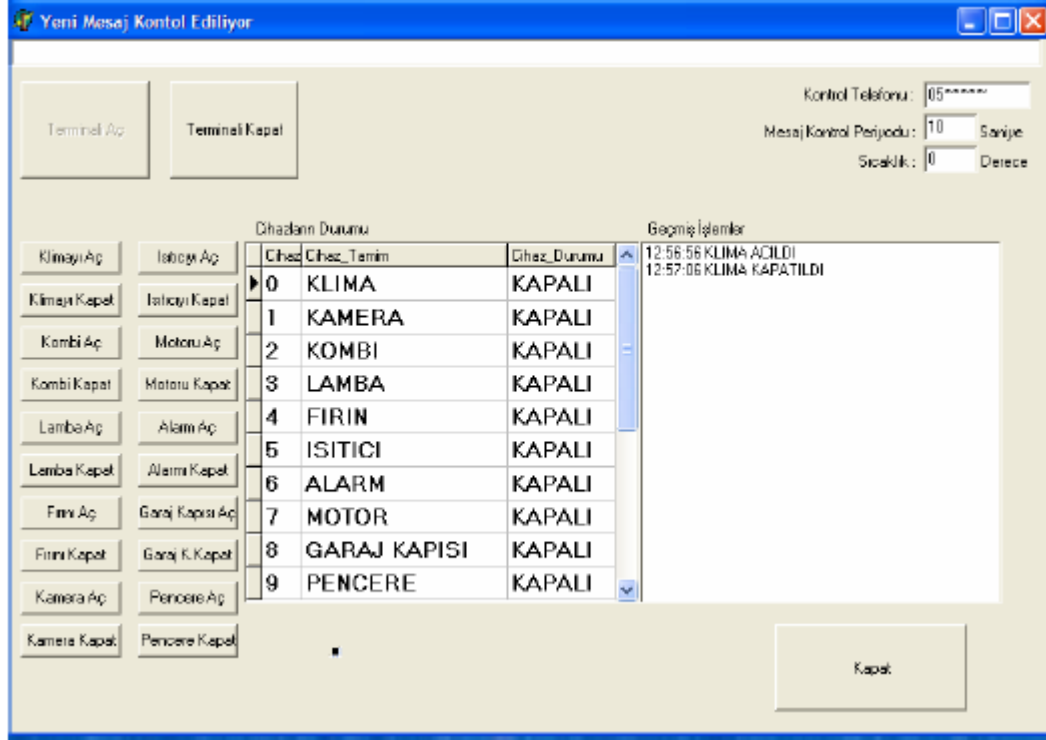 Yeni Mesaj Kontol Ediliyor
Terminali Aç
Terminali Kapat
Kontrol Telefonu : 05******
Mesaj Kontrol Periyodu : 10 Saniye
Sıcaklık : 0 Derece
Klimayı Aç
Isıtıcıyı Aç
Klimayı Kapat
Isıtıcıyı Kapat
Kombi Aç
Motoru Aç
Kombi Kapat
Motoru Kapat
Lamba Aç
Alarm Aç
Lamba Kapat
Alarmı Kapat
Fırını Aç
Garaj Kapısı Aç
Fırını Kapat
Garaj K.Kapat
Kamera Aç
Pencere Aç
Kamera Kapat
Pencere Kapat
Cihazların Durumu
Cihaz Cihaz_Tanim Cihaz_Durumu
0 KLIMA KAPALI
1 KAMERA KAPALI
2 KOMBI KAPALI
3 LAMBA KAPALI
4 FIRIN KAPALI
5 ISITICI KAPALI
6 ALARM KAPALI
7 MOTOR KAPALI
8 GARAJ KAPISI KAPALI
9 PENCERE KAPALI
Geçmiş İşlemler
12:56:56 KLIMA ACILDI
12:57:06 KLIMA KAPATILDI
Kapat